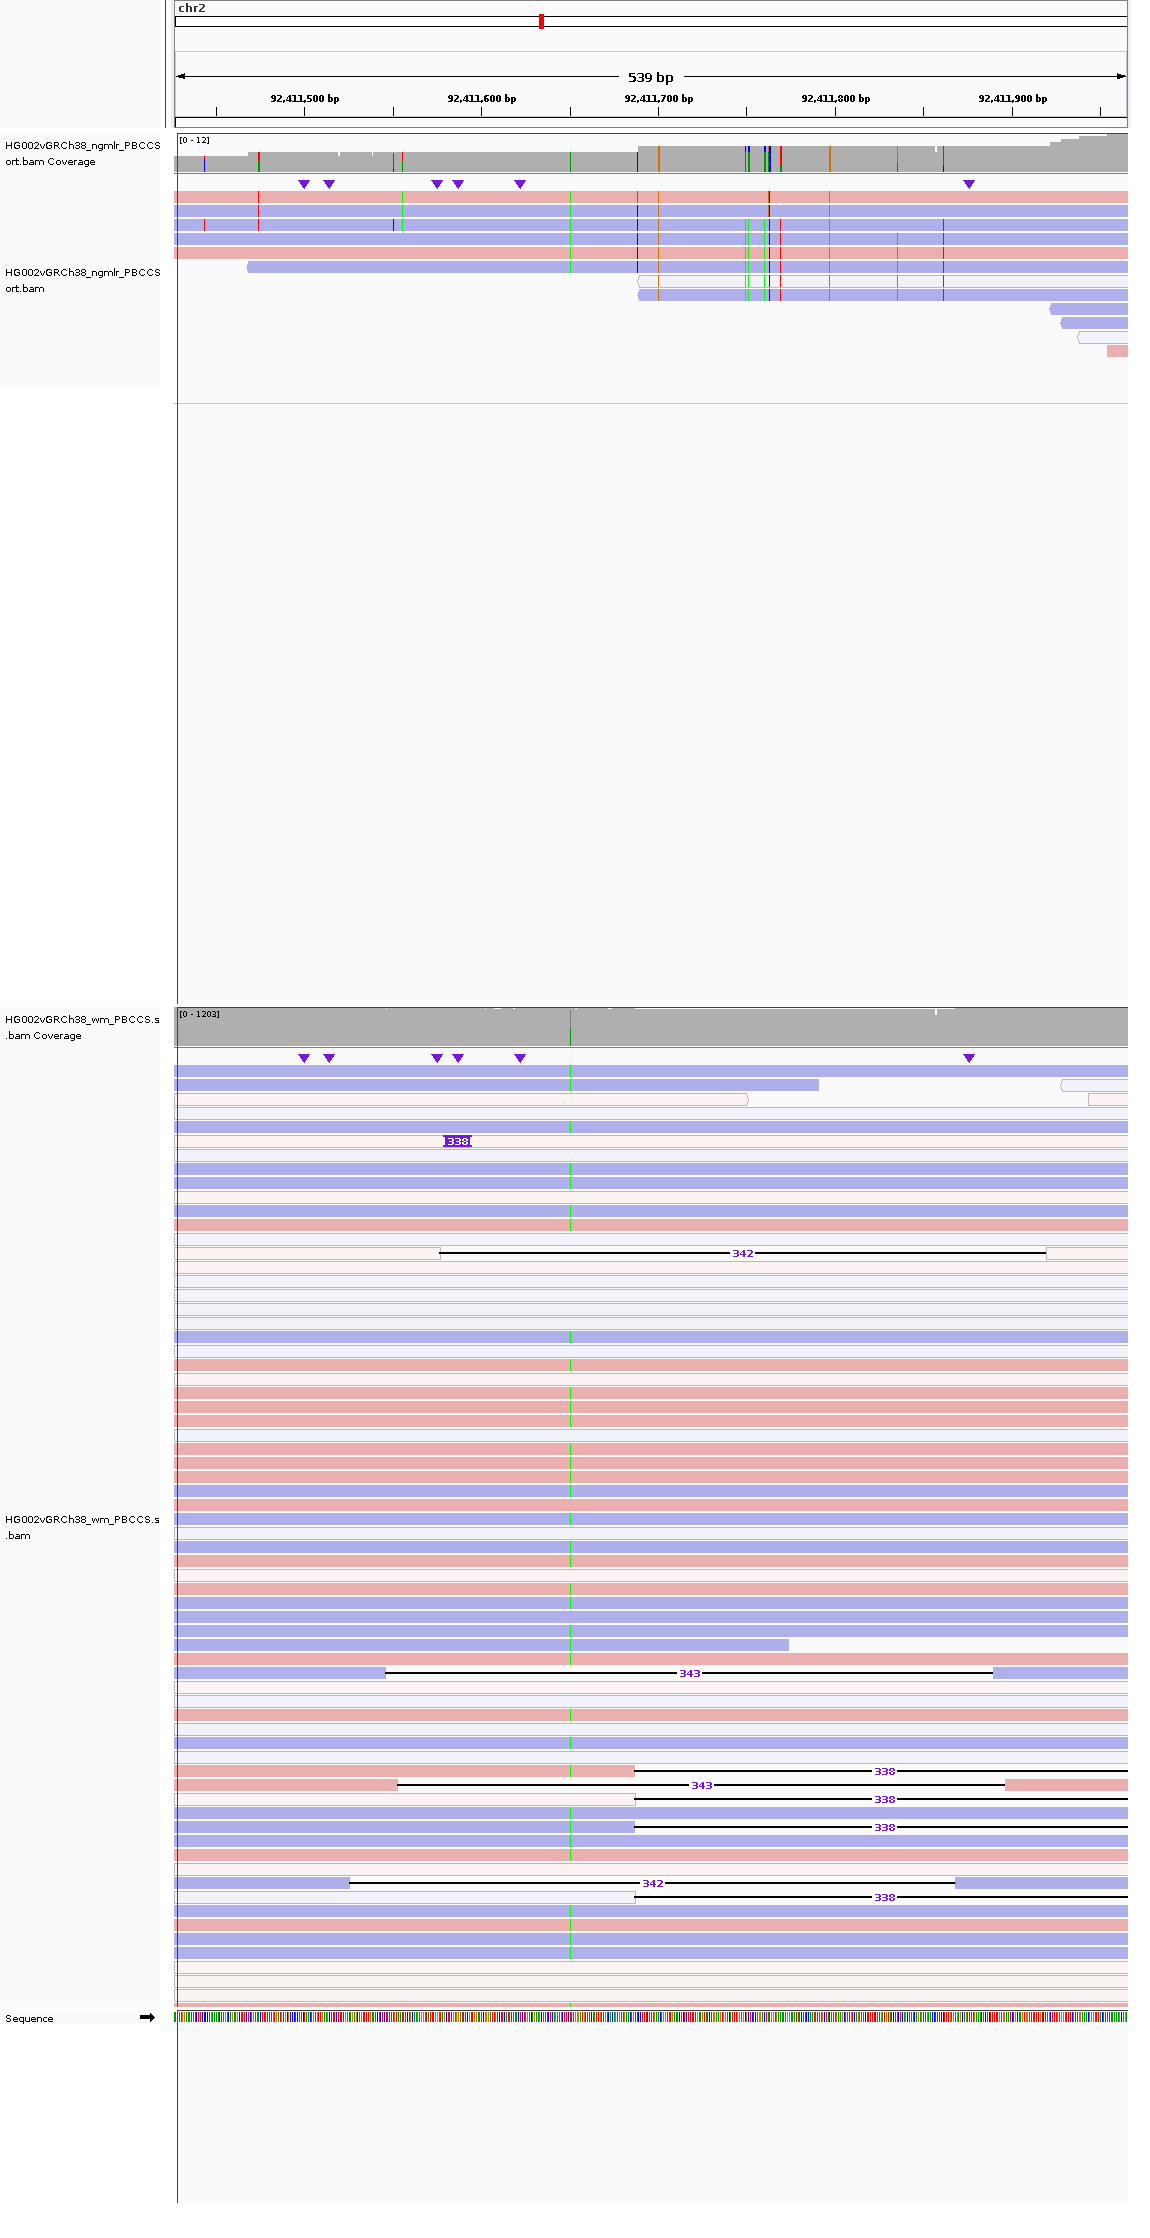 chr2
539 bp
92,411,500 bp 92,411,600 bp 92,411,700 bp 92,411,800 bp 92,411,900 bp
HG002vGRCh38_ngmlr_PBCCS
ort.bam Coverage
[0 - 12]
HG002vGRCh38_ngmlr_PBCCS
ort.bam
HG002vGRCh38_wm_PBCCS.s
.bam Coverage
[0 - 1203]
338
342
HG002vGRCh38_wm_PBCCS.s
.bam
343
338
343
338
338
342
338
Sequence